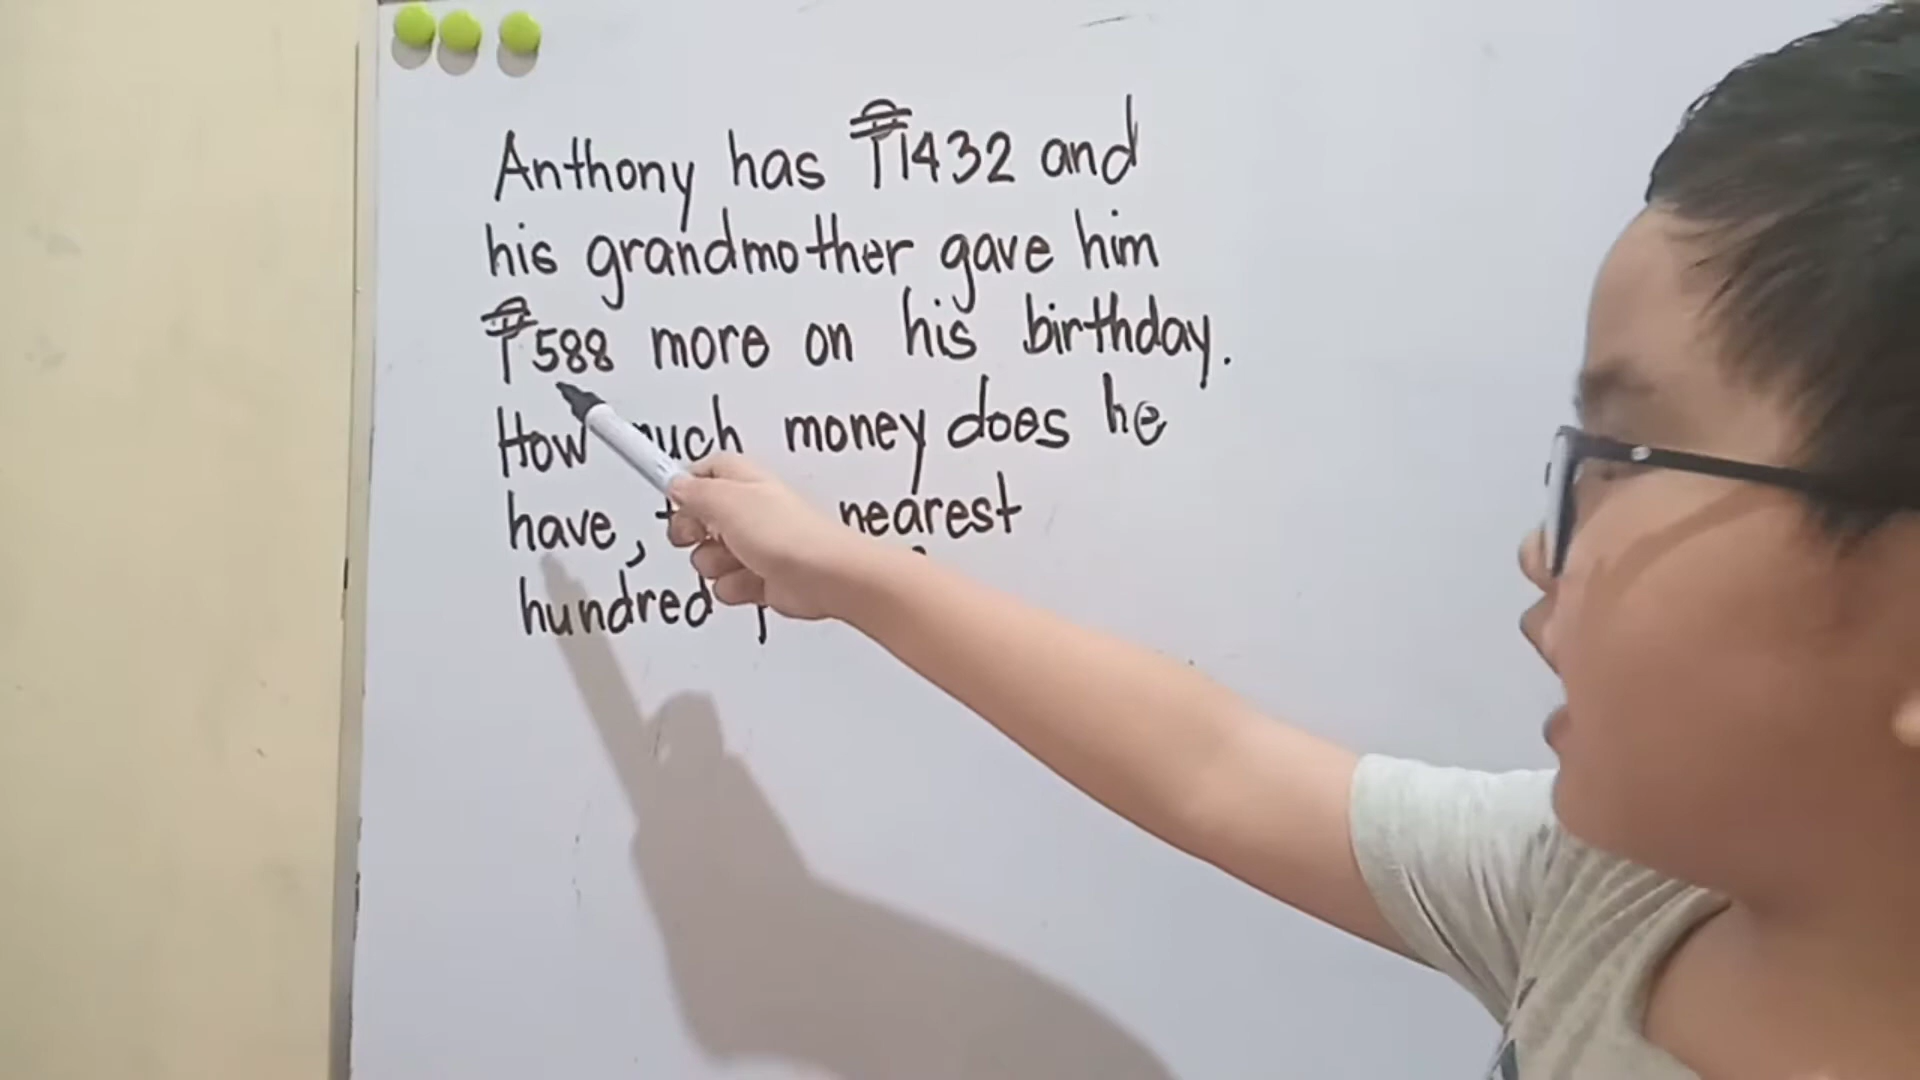 Anthony has ₱1432 and
his grandmother gave him
₱588 more on his birthday.
How much money does he
have, nearest
hundred